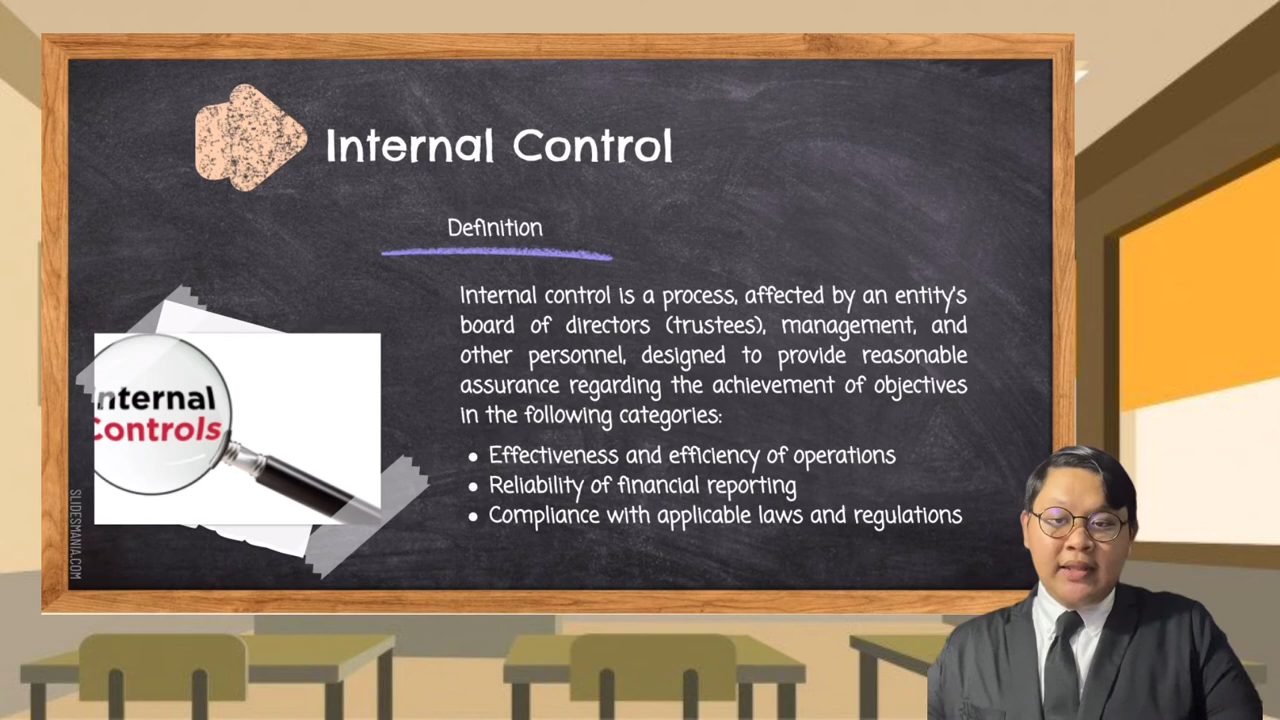 Internal Control
Definition
Internal control is a process, affected by an entity's
board of directors (trustees), management, and
other personnel, designed to provide reasonable
assurance regarding the achievement of objectives
in the following categories:
• Effectiveness and efficiency of operations
• Reliability of financial reporting
• Compliance with applicable laws and regulations
nternal
Controls
SLIDESMANIA.COM